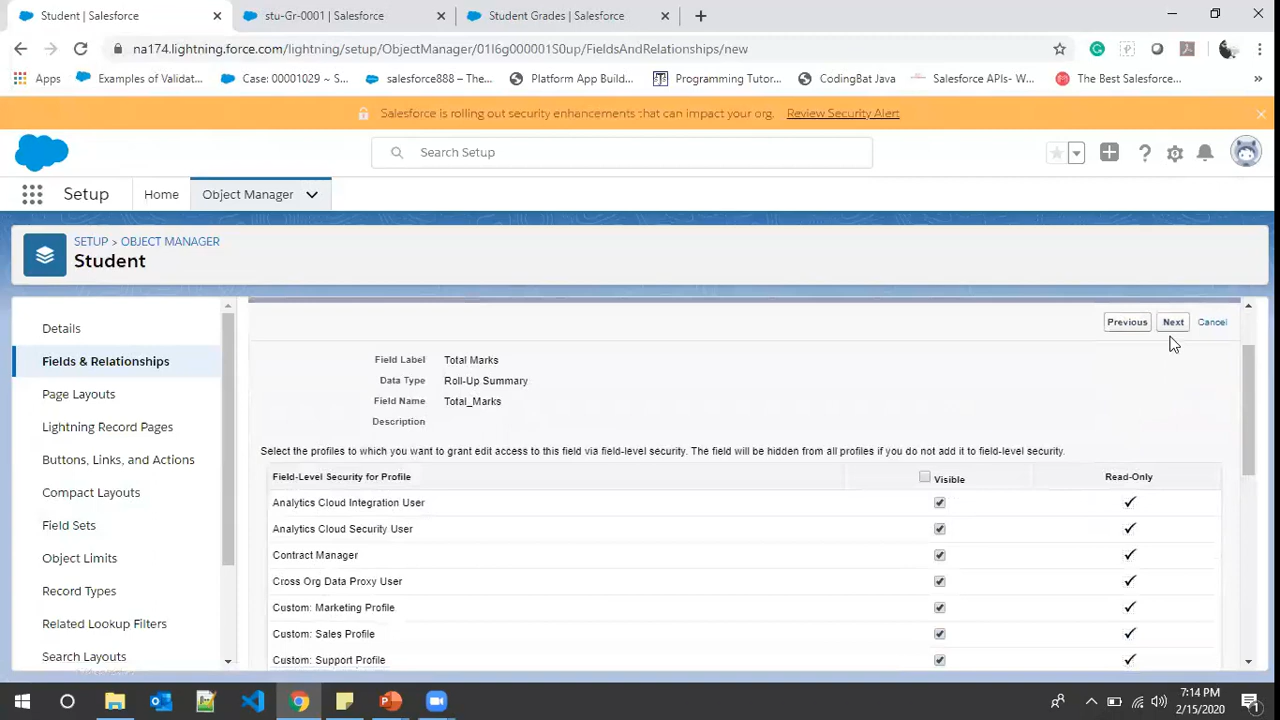 Student | Salesforce
stu-Gr-0001 | Salesforce
Student Grades | Salesforce
na174.lightning.force.com/lightning/setup/ObjectManager/01I6g000001S0up/FieldsAndRelationships/new
Apps
Examples of Validat...
Case: 00001029 ~ S...
salesforce888 – The...
Platform App Build...
Programming Tutor...
CodingBat Java
Salesforce APIs- W...
The Best Salesforce...
Salesforce is rolling out security enhancements that can impact your org. Review Security Alert
Search Setup
Setup
Home
Object Manager
SETUP > OBJECT MANAGER
Student
Details
Fields & Relationships
Page Layouts
Lightning Record Pages
Buttons, Links, and Actions
Compact Layouts
Field Sets
Object Limits
Record Types
Related Lookup Filters
Search Layouts
Previous Next Cancel
Field Label Total Marks
Data Type Roll-Up Summary
Field Name Total_Marks
Description
Select the profiles to which you want to grant edit access to this field via field-level security. The field will be hidden from all profiles if you do not add it to field-level security.
Field-Level Security for Profile Visible Read-Only
Analytics Cloud Integration User
Analytics Cloud Security User
Contract Manager
Cross Org Data Proxy User
Custom: Marketing Profile
Custom: Sales Profile
Custom: Support Profile
7:14 PM
2/15/2020